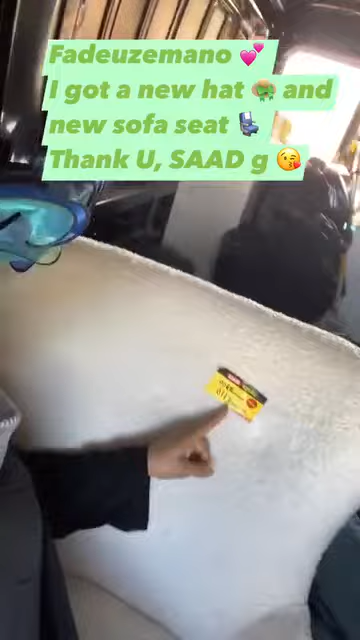 Fadeuzemano 💕
I got a new hat 👒 and
new sofa seat 💺
Thank U, SAAD g 😘